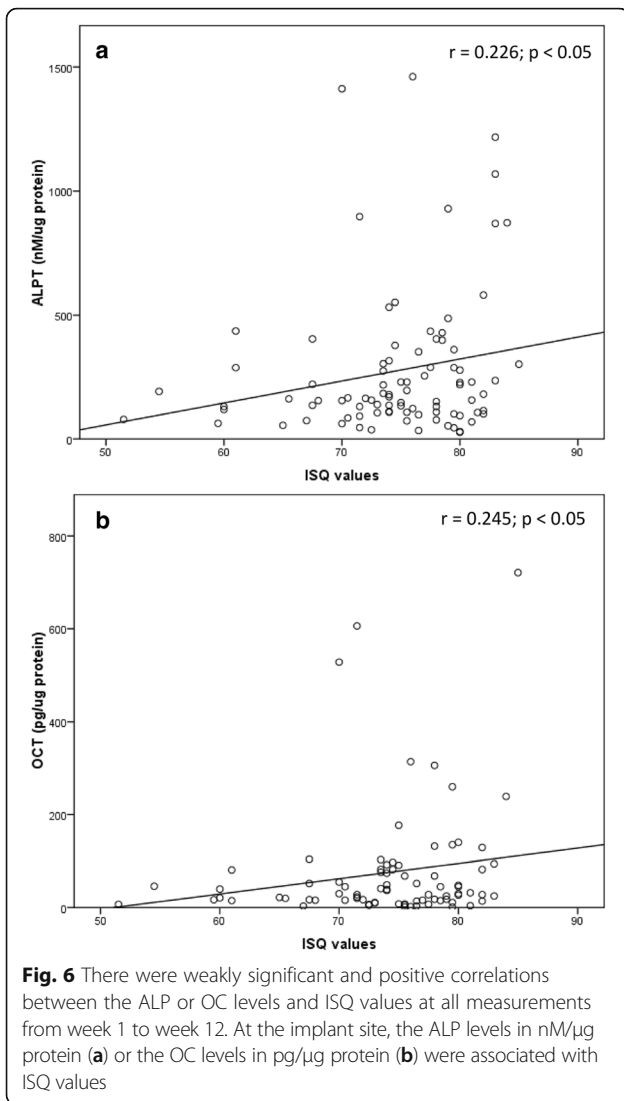 a
r = 0.226; p < 0.05
1500
1000
500
0
ALPT (nM/ug protein)
50 60 70 80 90
ISQ values
b
r = 0.245; p < 0.05
800
600
400
200
0
OCT (pg/ug protein)
50 60 70 80 90
ISQ values
Fig. 6 There were weakly significant and positive correlations
between the ALP or OC levels and ISQ values at all measurements
from week 1 to week 12. At the implant site, the ALP levels in nM/μg
protein (a) or the OC levels in pg/μg protein (b) were associated with
ISQ values